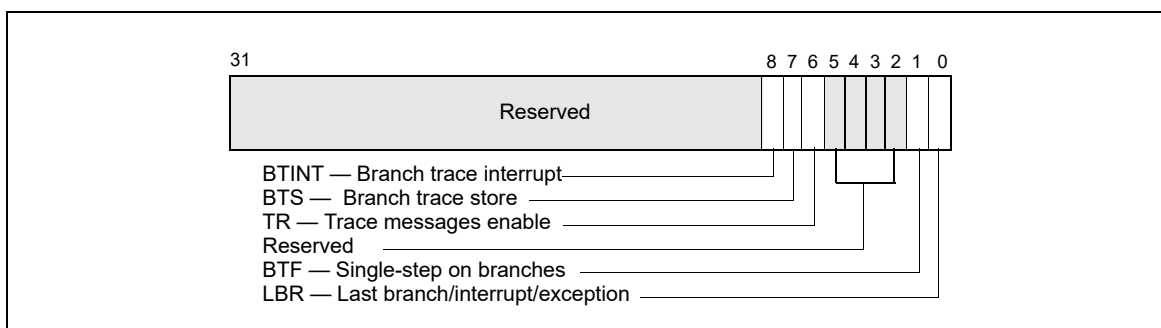 31 8 7 6 5 4 3 2 1 0
Reserved
BTINT — Branch trace interrupt
BTS — Branch trace store
TR — Trace messages enable
Reserved
BTF — Single-step on branches
LBR — Last branch/interrupt/exception